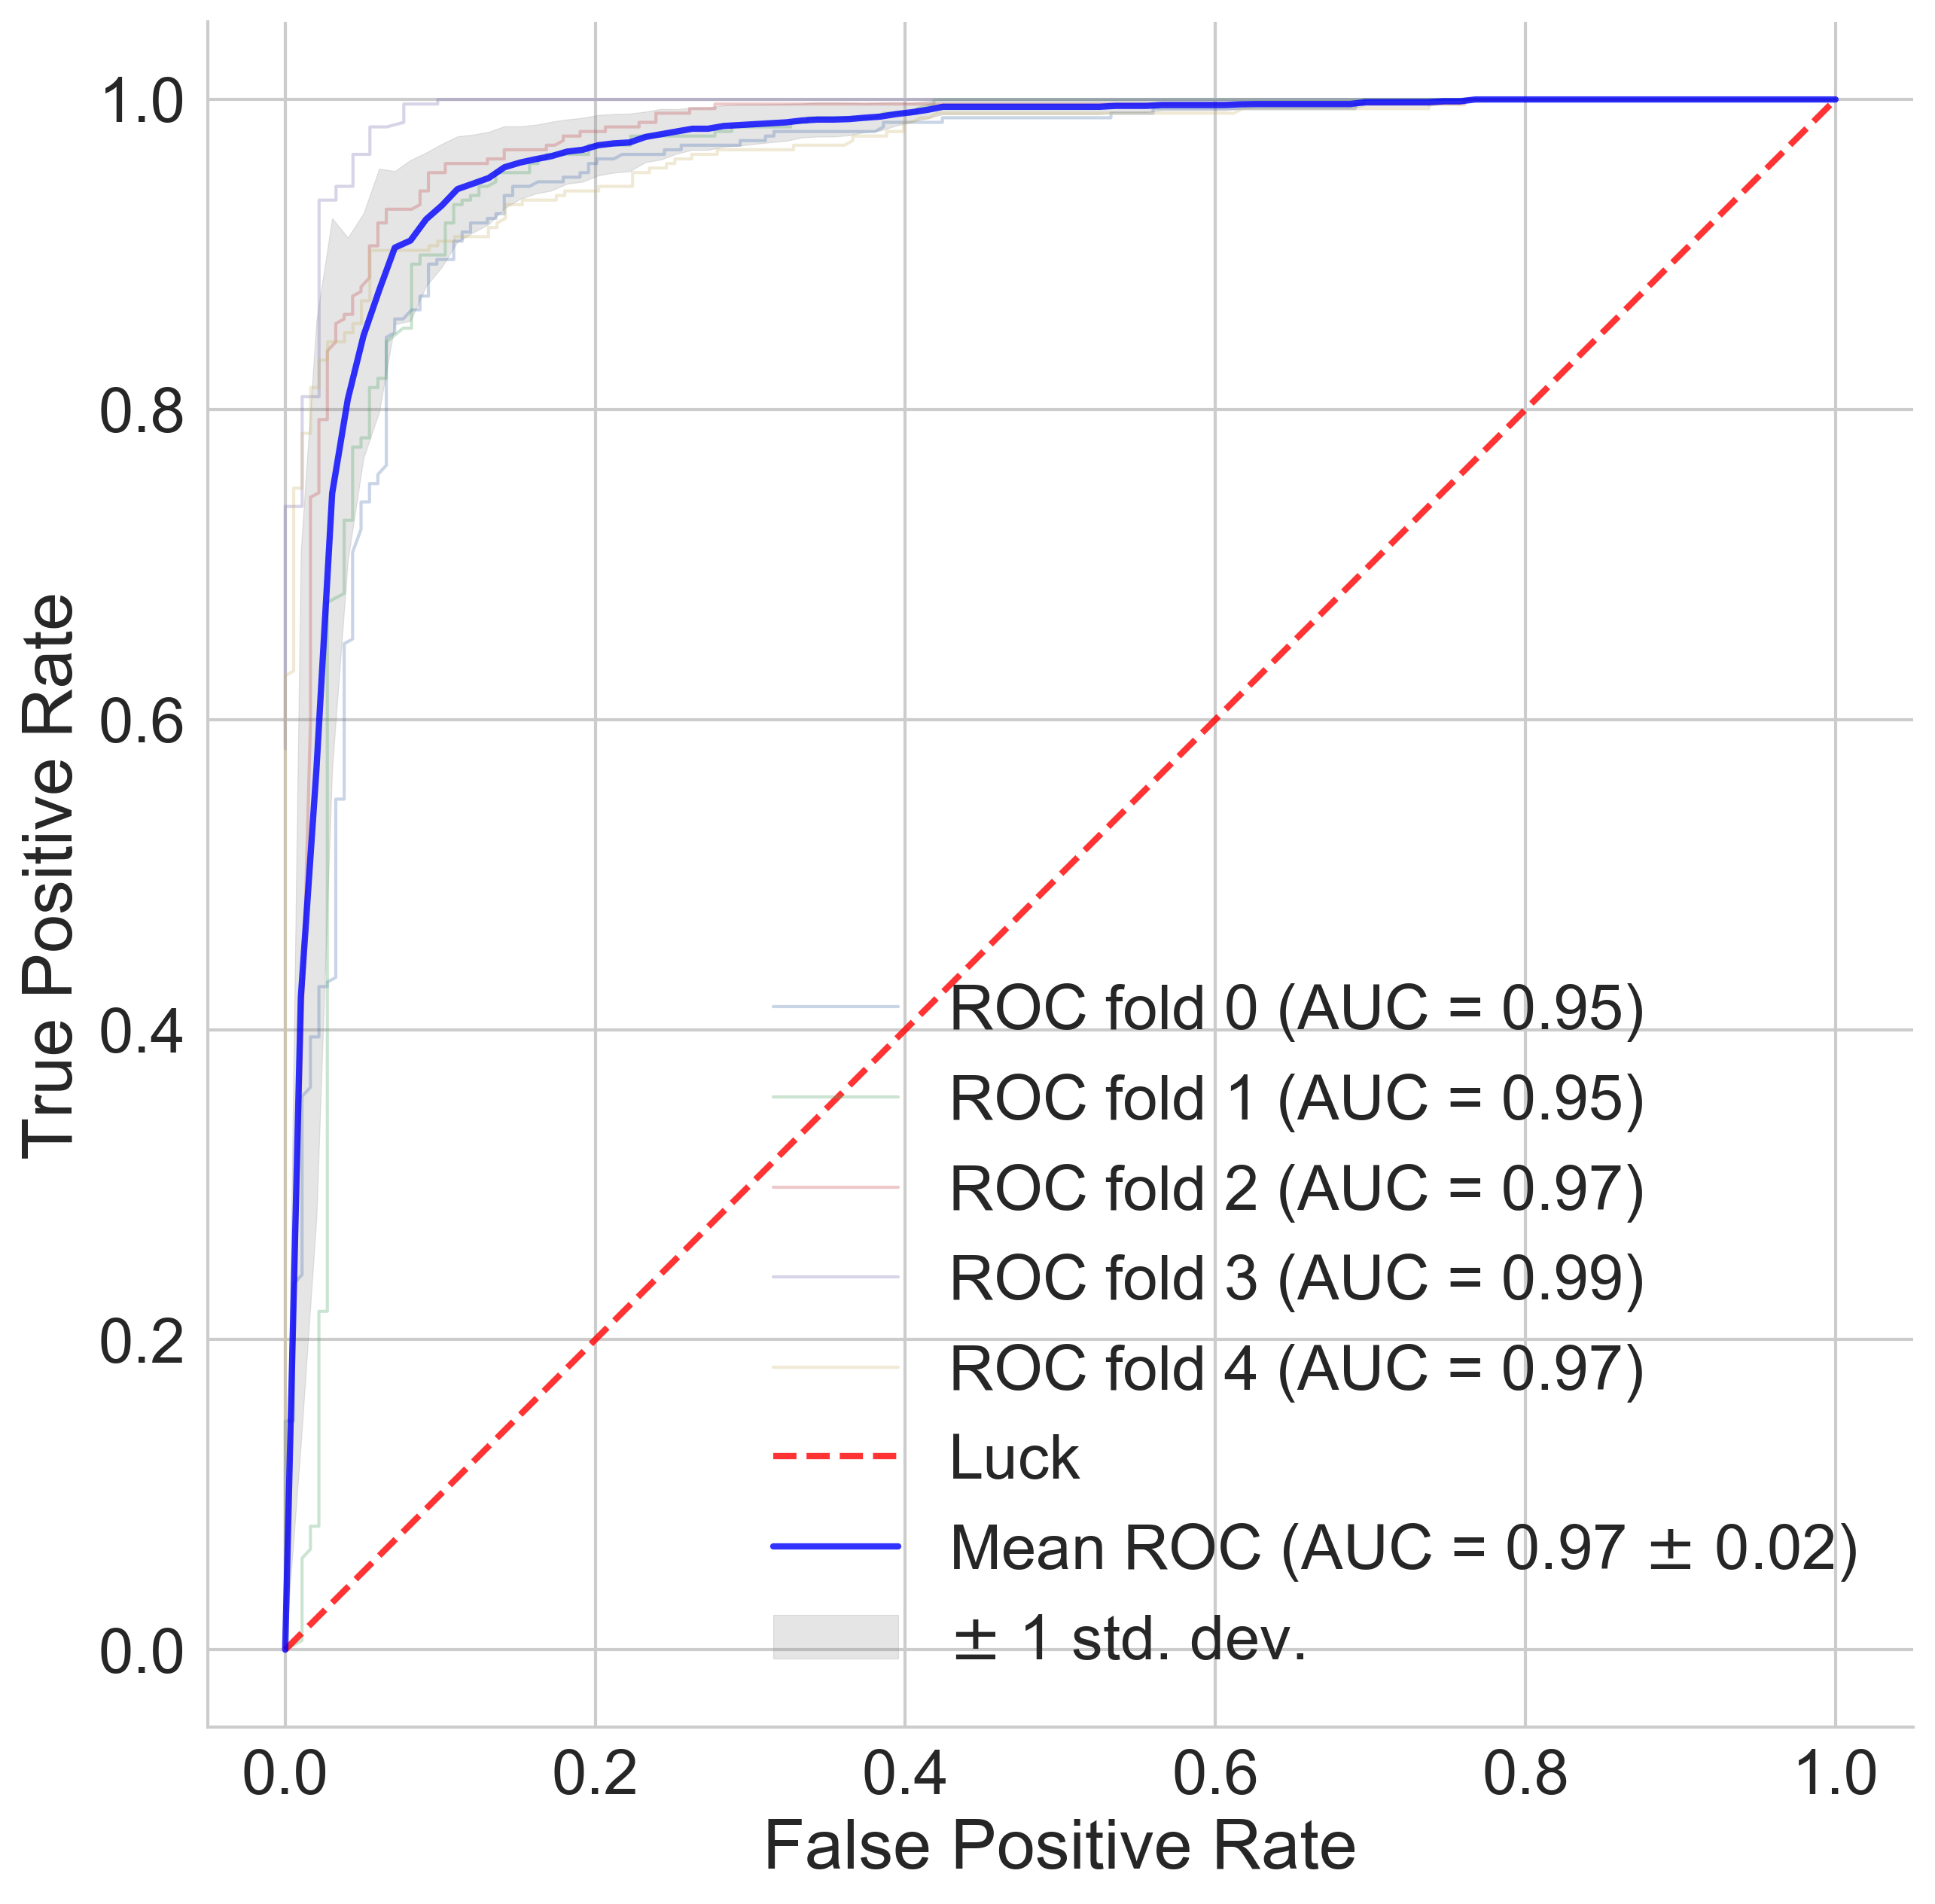 1.0
0.8
0.6
0.4
0.2
0.0
True Positive Rate
ROC fold 0 (AUC = 0.95)
ROC fold 1 (AUC = 0.95)
ROC fold 2 (AUC = 0.97)
ROC fold 3 (AUC = 0.99)
ROC fold 4 (AUC = 0.97)
Luck
Mean ROC (AUC = 0.97 ± 0.02)
± 1 std. dev.
0.0 0.2 0.4 0.6 0.8 1.0
False Positive Rate